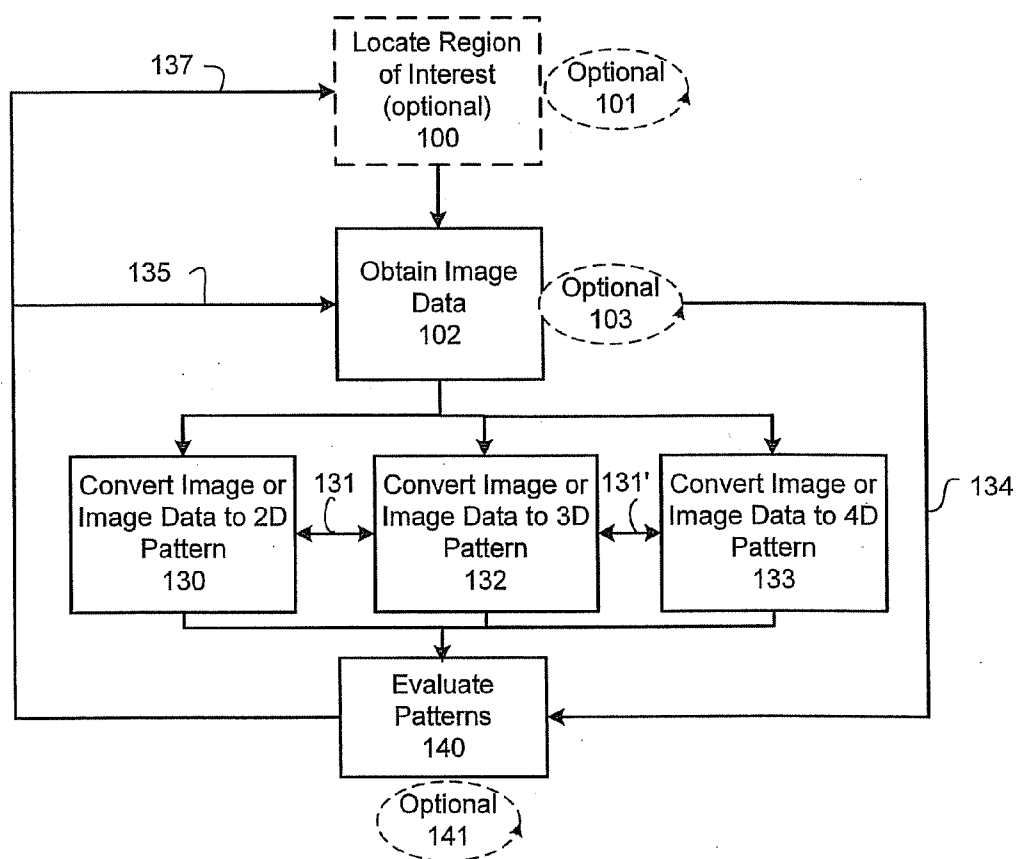 137
Locate Region
of Interest
(optional)
100
Optional
101
135
Obtain Image
Data
102
Optional
103
Convert Image or
Image Data to 2D
Pattern
130
131
Convert Image or
Image Data to 3D
Pattern
132
131'
Convert Image or
Image Data to 4D
Pattern
133
134
Evaluate
Patterns
140
Optional
141